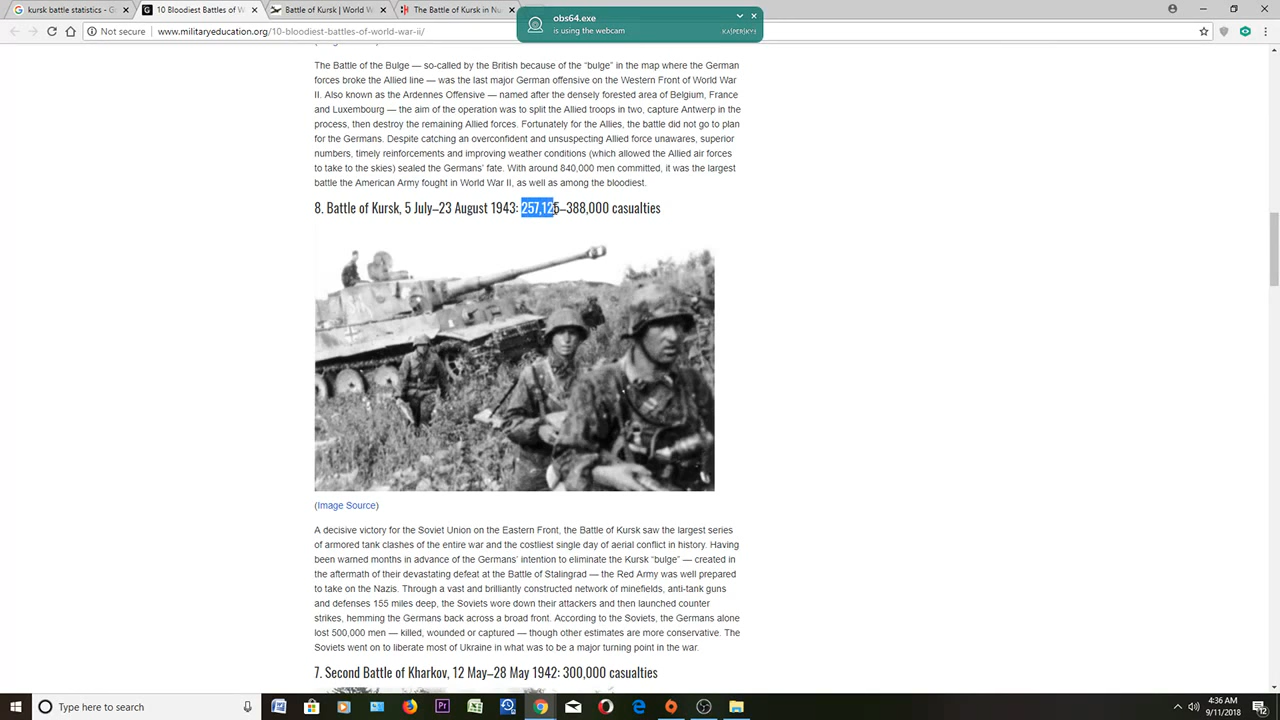 kursk battle statistics - G
10 Bloodiest Battles of W
Battle of Kursk | World W
The Battle of Kursk in Nu
obs64.exe
is using the webcam
KASPERSKY
Not secure
www.militaryeducation.org/10-bloodiest-battles-of-world-war-ii/
The Battle of the Bulge — so-called by the British because of the “bulge” in the map where the German
forces broke the Allied line — was the last major German offensive on the Western Front of World War
II. Also known as the Ardennes Offensive — named after the densely forested area of Belgium, France
and Luxembourg — the aim of the operation was to split the Allied troops in two, capture Antwerp in the
process, then destroy the remaining Allied forces. Fortunately for the Allies, the battle did not go to plan
for the Germans. Despite catching an overconfident and unsuspecting Allied force unawares, superior
numbers, timely reinforcements and improving weather conditions (which allowed the Allied air forces
to take to the skies) sealed the Germans’ fate. With around 840,000 men committed, it was the largest
battle the American Army fought in World War II, as well as among the bloodiest.
8. Battle of Kursk, 5 July–23 August 1943: 257,125–388,000 casualties
(Image Source)
A decisive victory for the Soviet Union on the Eastern Front, the Battle of Kursk saw the largest series
of armored tank clashes of the entire war and the costliest single day of aerial conflict in history. Having
been warned months in advance of the Germans’ intention to eliminate the Kursk “bulge” — created in
the aftermath of their devastating defeat at the Battle of Stalingrad — the Red Army was well prepared
to take on the Nazis. Through a vast and brilliantly constructed network of minefields, anti-tank guns
and defenses 155 miles deep, the Soviets wore down their attackers and then launched counter
strikes, hemming the Germans back across a broad front. According to the Soviets, the Germans alone
lost 500,000 men — killed, wounded or captured — though other estimates are more conservative. The
Soviets went on to liberate most of Ukraine in what was to be a major turning point in the war.
7. Second Battle of Kharkov, 12 May–28 May 1942: 300,000 casualties
Type here to search
4:36 AM
9/11/2018